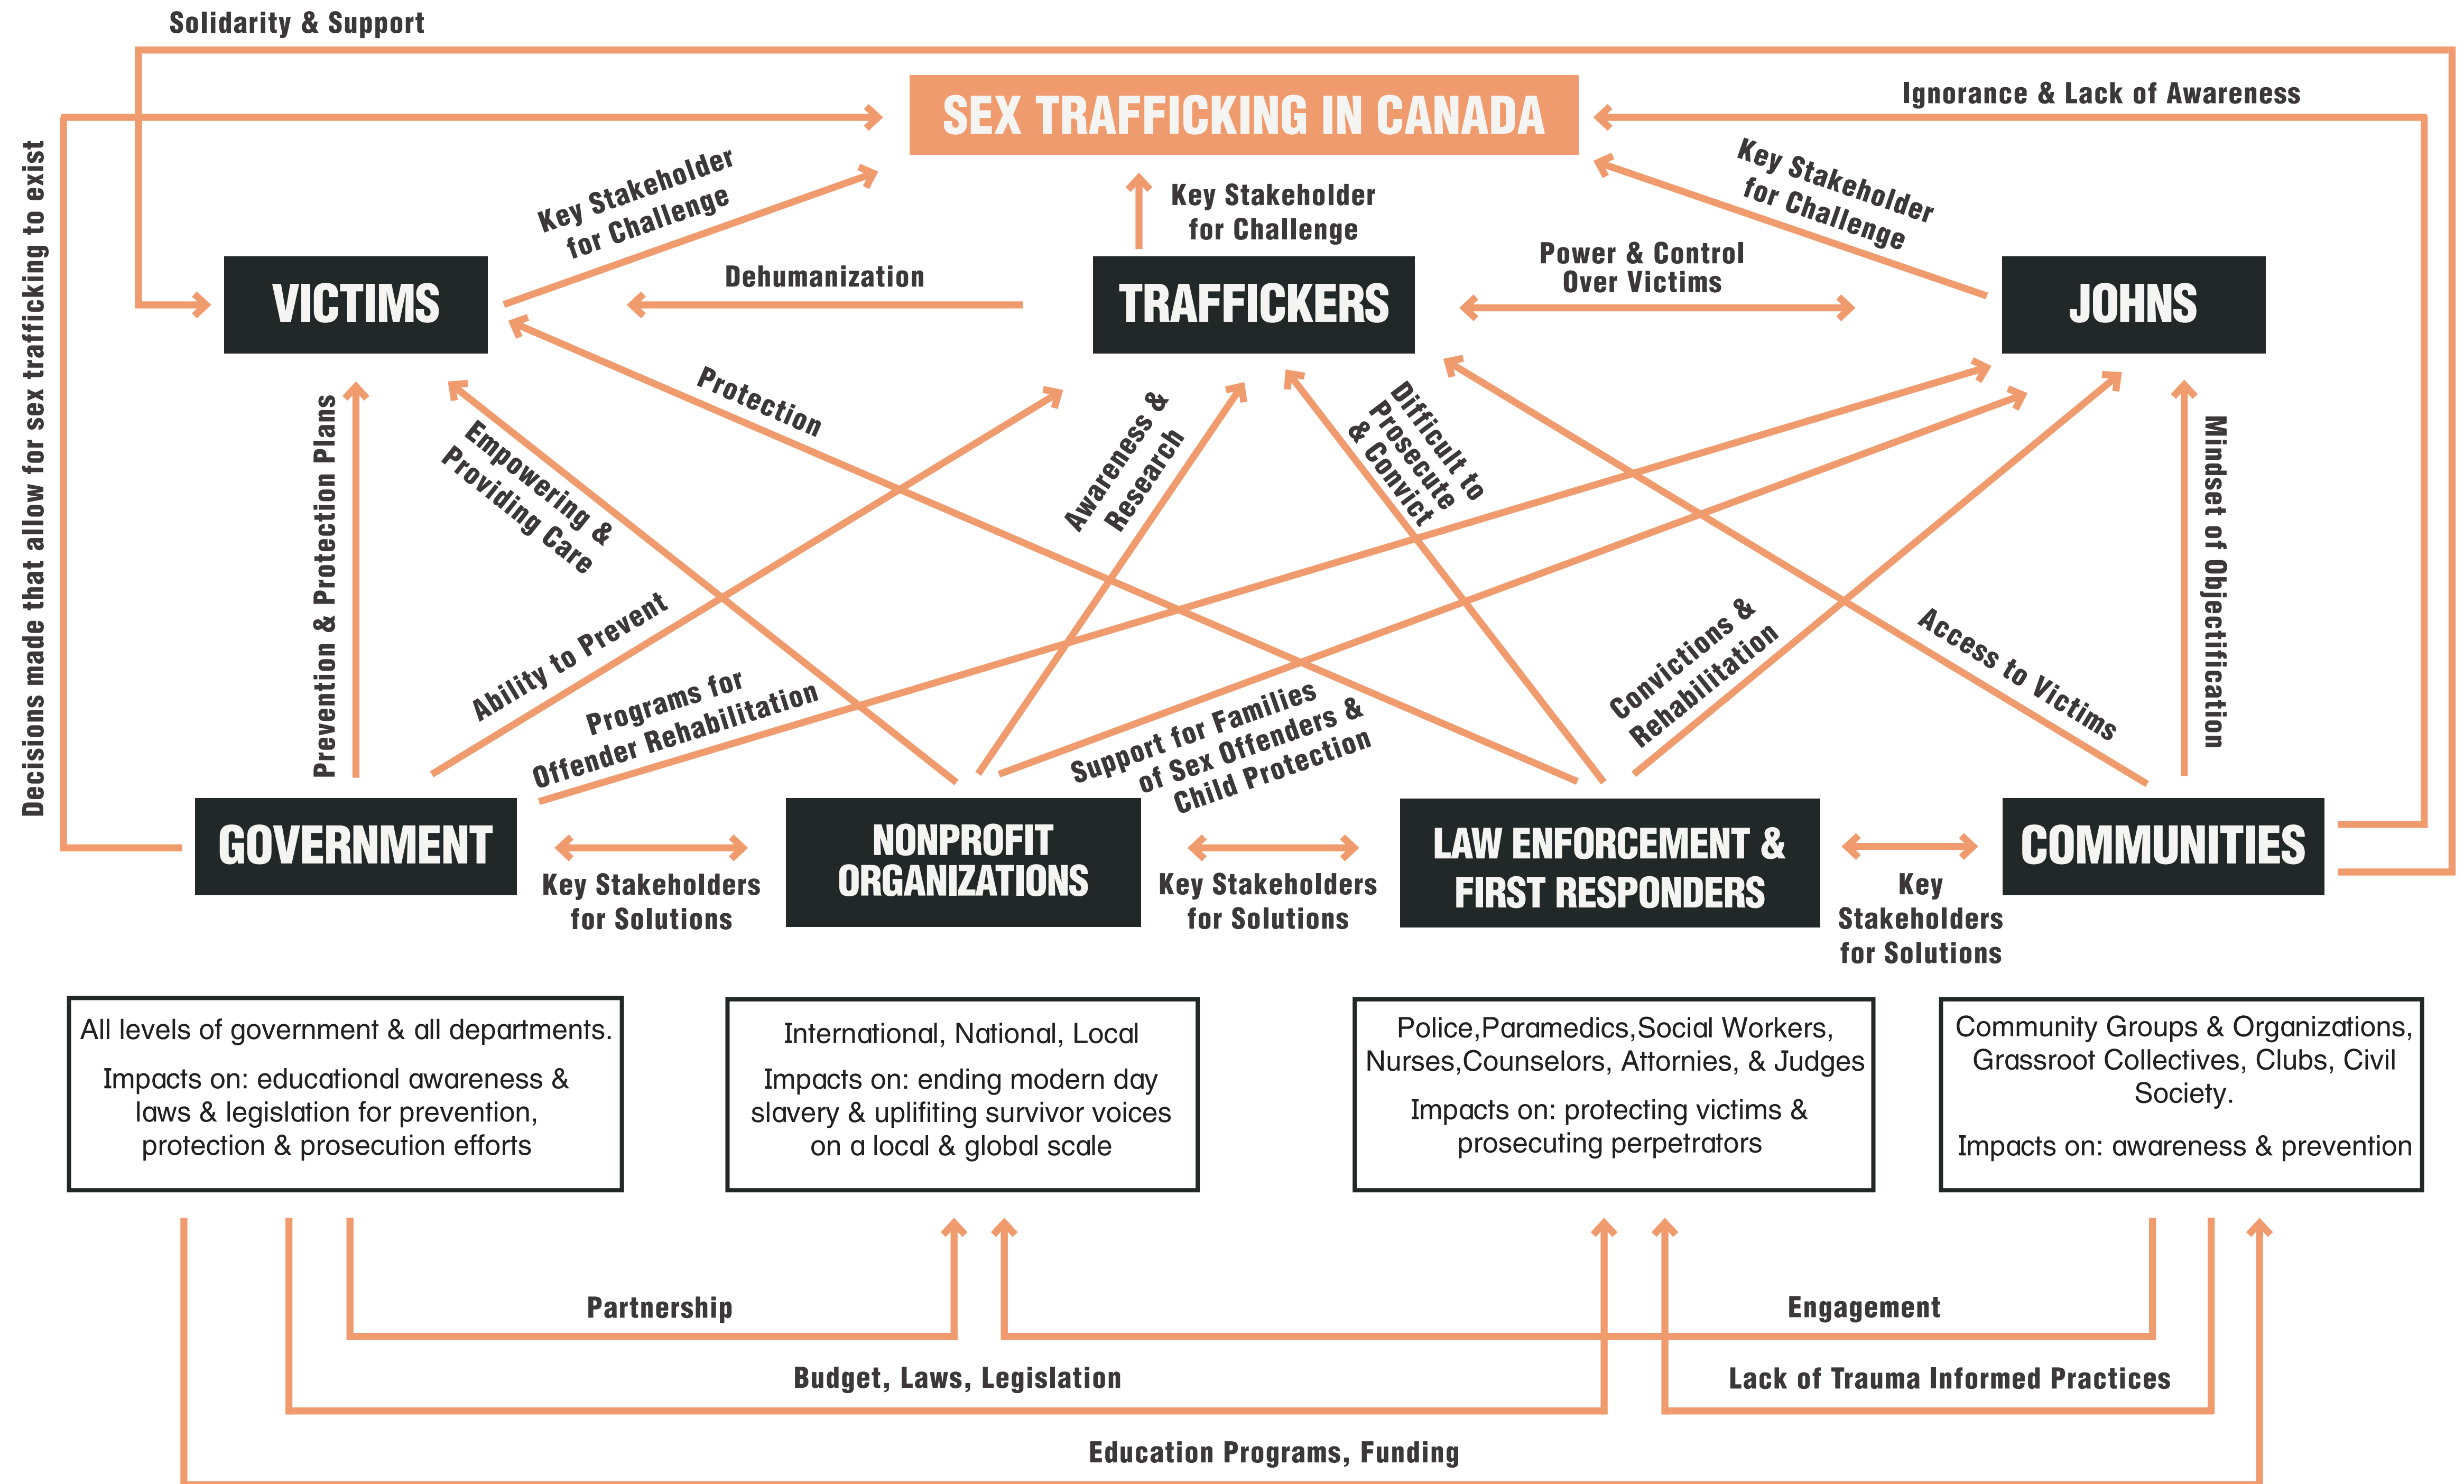 Solidarity & Support
SEX TRAFFICKING IN CANADA
Ignorance & Lack of Awareness
Decisions made that allow for sex trafficking to exist
Key Stakeholder
for Challenge
Key Stakeholder
for Challenge
Key Stakeholder
for Challenge
VICTIMS
Dehumanization
TRAFFICKERS
Power & Control
Over Victims
JOHNS
Prevention & Protection Plans
Empowering &
Providing Care
Protection
Ability to Prevent
Programs for
Offender Rehabilitation
Awareness &
Research
Support for Families
of Sex Offenders &
Child Protection
Difficult to
Prosecute
& Convict
Convictions &
Rehabilitation
Access to Victims
Mindset of Objectification
GOVERNMENT
Key Stakeholders
for Solutions
NONPROFIT
ORGANIZATIONS
Key Stakeholders
for Solutions
LAW ENFORCEMENT &
FIRST RESPONDERS
Key
Stakeholders
for Solutions
COMMUNITIES
All levels of government & all departments.
Impacts on: educational awareness &
laws & legislation for prevention,
protection & prosecution efforts
International, National, Local
Impacts on: ending modern day
slavery & uplifiting survivor voices
on a local & global scale
Police,Paramedics,Social Workers,
Nurses,Counselors, Attornies, & Judges
Impacts on: protecting victims &
prosecuting perpetrators
Community Groups & Organizations,
Grassroot Collectives, Clubs, Civil
Society.
Impacts on: awareness & prevention
Partnership
Engagement
Budget, Laws, Legislation
Lack of Trauma Informed Practices
Education Programs, Funding